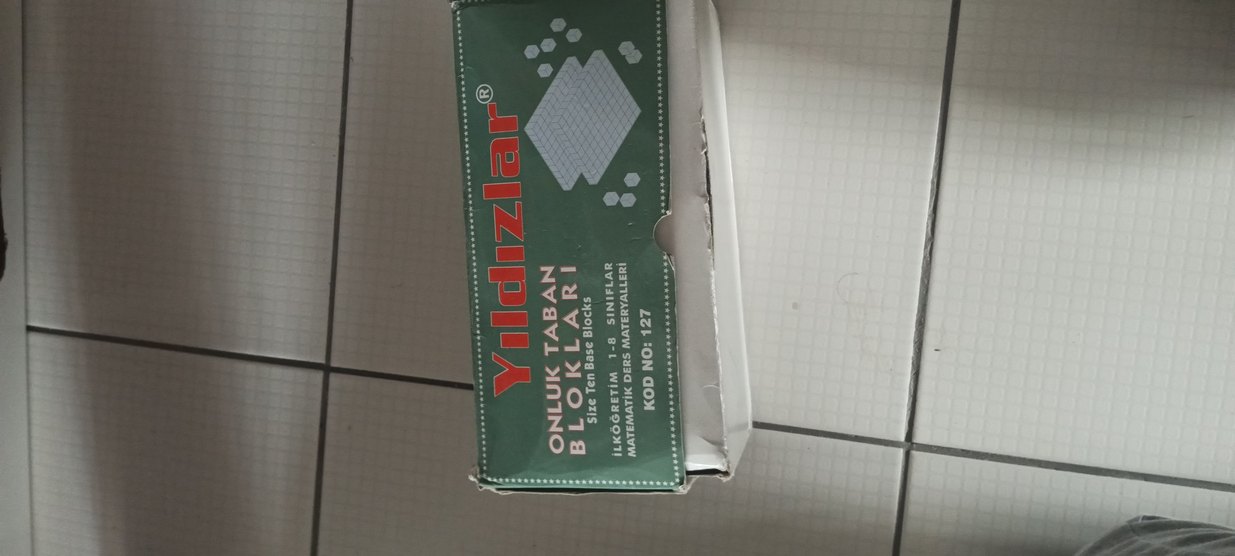 Yıldızlar®
ONLUK TABAN
BLOKLARI
Size Ten Base Blocks
İLKÖĞRETİM 1-8 SINIFLAR
MATEMATİK DERS MATERYALLERİ
KOD NO: 127